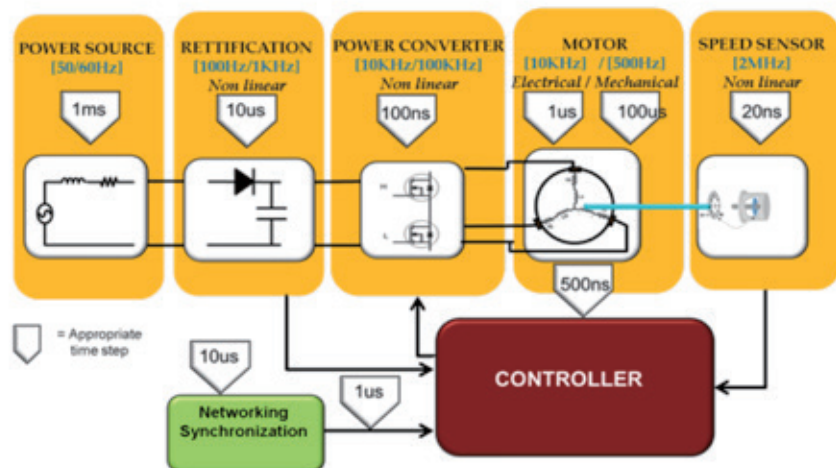 POWER SOURCE
[50/60Hz]
1ms
RETTIFICATION
[100Hz/1KHz]
Non linear
10us
POWER CONVERTER
[10KHz/100KHz]
Non linear
100ns
H
L
MOTOR
[10KHz] / [500Hz]
Electrical / Mechanical
1us
100us
SPEED SENSOR
[2MHz]
Non linear
20ns
500ns
= Appropriate
time step
10us
Networking
Synchronization
1us
CONTROLLER